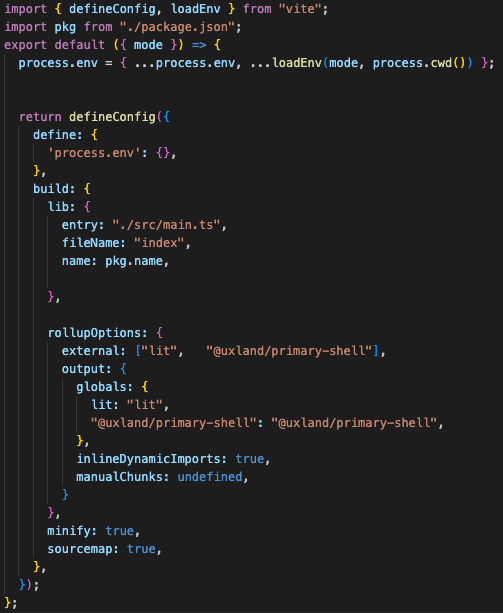 import { defineConfig, loadEnv } from "vite";
import pkg from "./package.json";
export default ({ mode }) => {
  process.env = { ...process.env, ...loadEnv(mode, process.cwd()) };


  return defineConfig({
    define: {
      'process.env': {},
    },
    build: {
      lib: {
        entry: "./src/main.ts",
        fileName: "index",
        name: pkg.name,

      },

      rollupOptions: {
        external: ["lit",   "@uxland/primary-shell"],
        output: {
          globals: {
            lit: "lit",
            "@uxland/primary-shell": "@uxland/primary-shell",
          },
          inlineDynamicImports: true,
          manualChunks: undefined,
        }
      },
      minify: true,
      sourcemap: true,
    },
  });
};